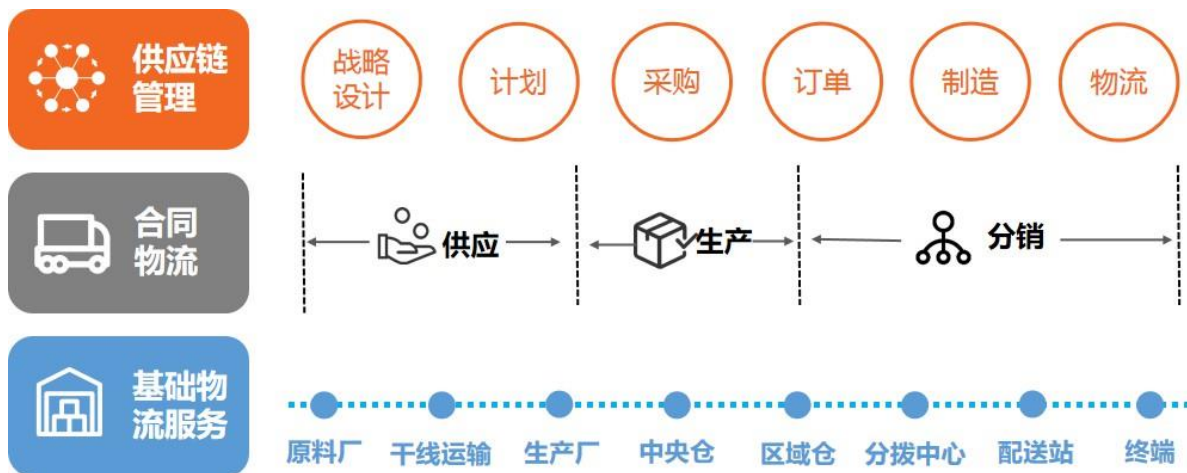 供应链
管理
战略
设计
计划
采购
订单
制造
物流
合同
物流
供应
生产
分销
基础物
流服务
原料厂
干线运输
生产厂
中央仓
区域仓
分拨中心
配送站
终端